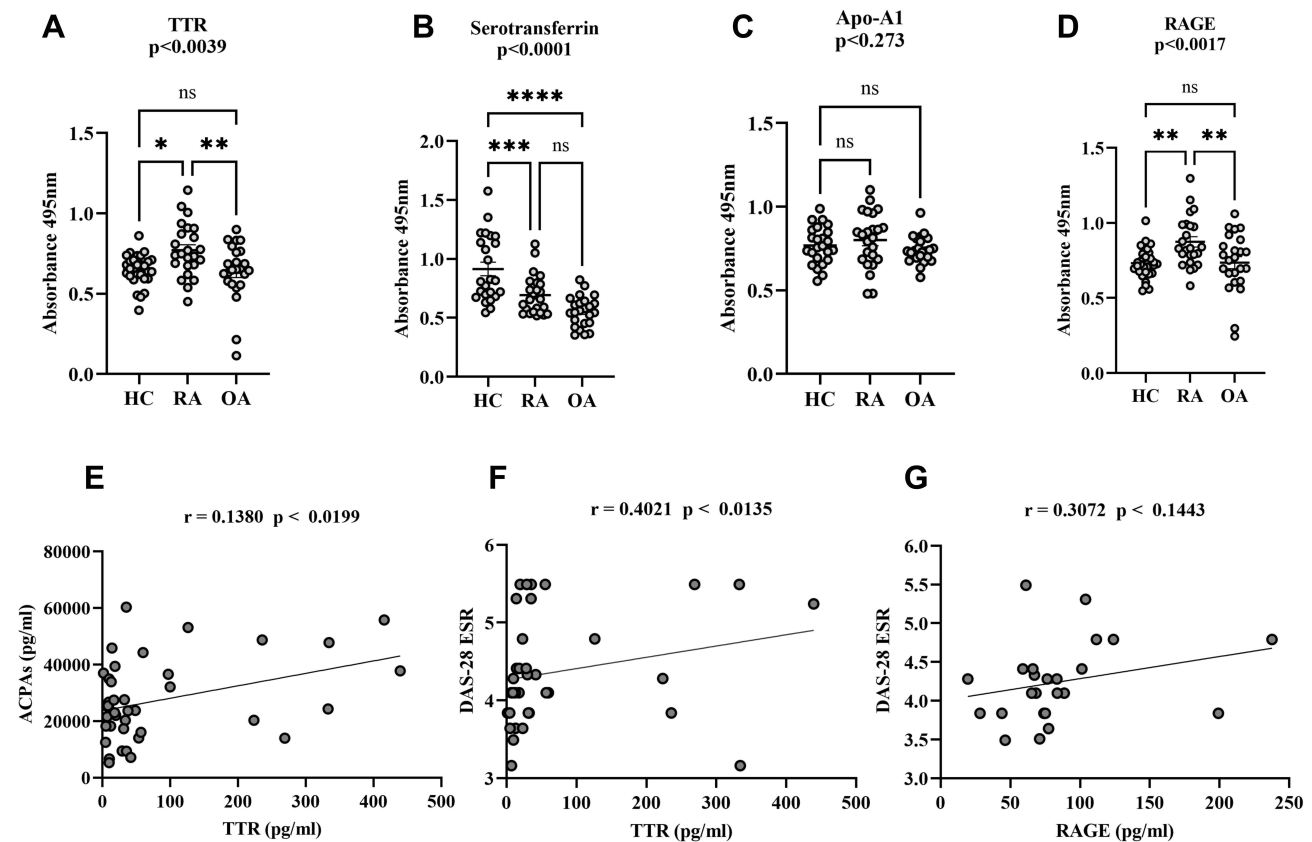 A
TTR
p<0.0039
ns
*
**
Absorbance 495nm
1.5
1.0
0.5
0.0
HC RA OA
B
Serotransferrin
p<0.0001
****
***
ns
Absorbance 495nm
2.0
1.5
1.0
0.5
0.0
HC RA OA
C
Apo-A1
p<0.273
ns
ns
Absorbance 495nm
1.5
1.0
0.5
0.0
HC RA OA
D
RAGE
p<0.0017
ns
**
**
Absorbance 495nm
1.5
1.0
0.5
0.0
HC RA OA
E
r = 0.1380 p < 0.0199
ACPAs (pg/ml)
80000
60000
40000
20000
0
0 100 200 300 400 500
TTR (pg/ml)
F
r = 0.4021 p < 0.0135
DAS-28 ESR
6
5
4
3
0 100 200 300 400 500
TTR (pg/ml)
G
r = 0.3072 p < 0.1443
DAS-28 ESR
6.0
5.5
5.0
4.5
4.0
3.5
3.0
0 50 100 150 200 250
RAGE (pg/ml)